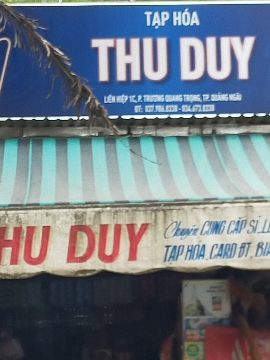 TẠP HÓA
THU DUY
LIÊN HIỆP 1C, P. TRƯƠNG QUANG TRỌNG, TP. QUẢNG NGÃI
ĐT: 037.986.8338 - 034.673.8338
HU DUY
Chuyên CUNG CẤP SỈ, L
TẠP HÓA, CARD ĐT, BIA